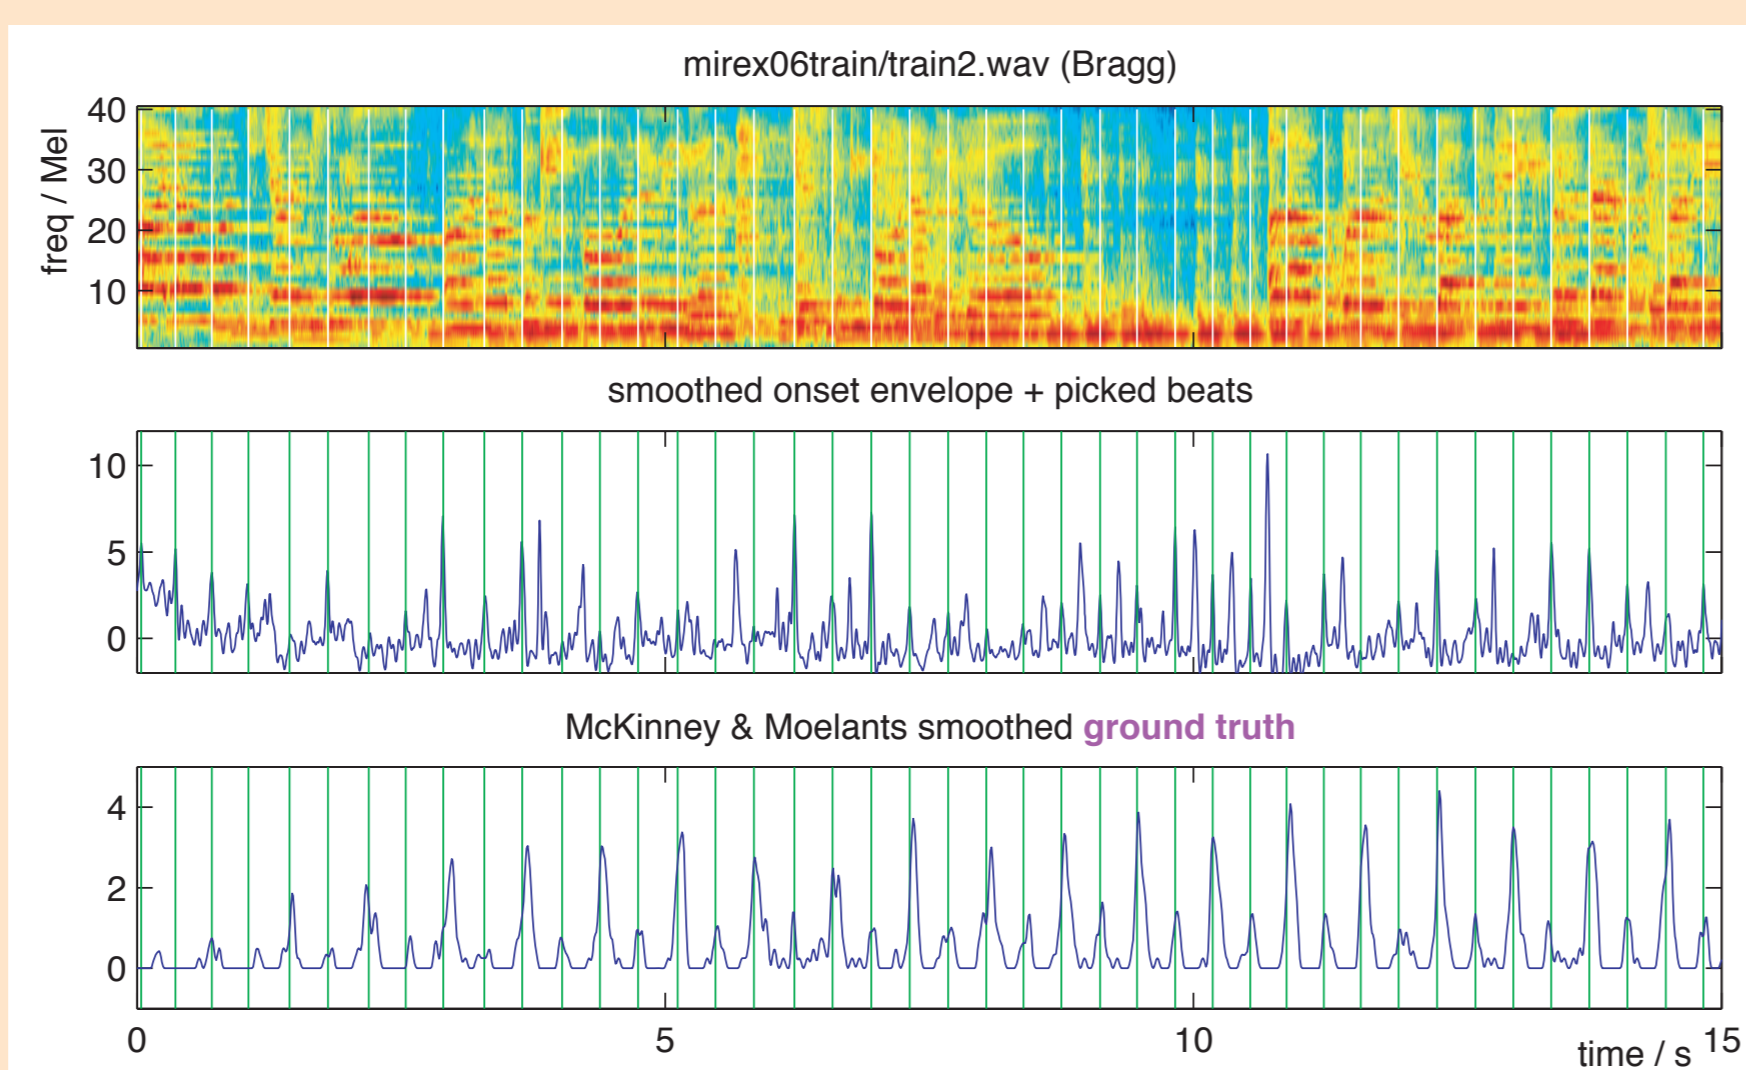 mirex06train/train2.wav (Bragg)
40
30
20
10
freq / Mel
smoothed onset envelope + picked beats
10
5
0
McKinney & Moelants smoothed ground truth
4
2
0
0 5 10 15
time / s